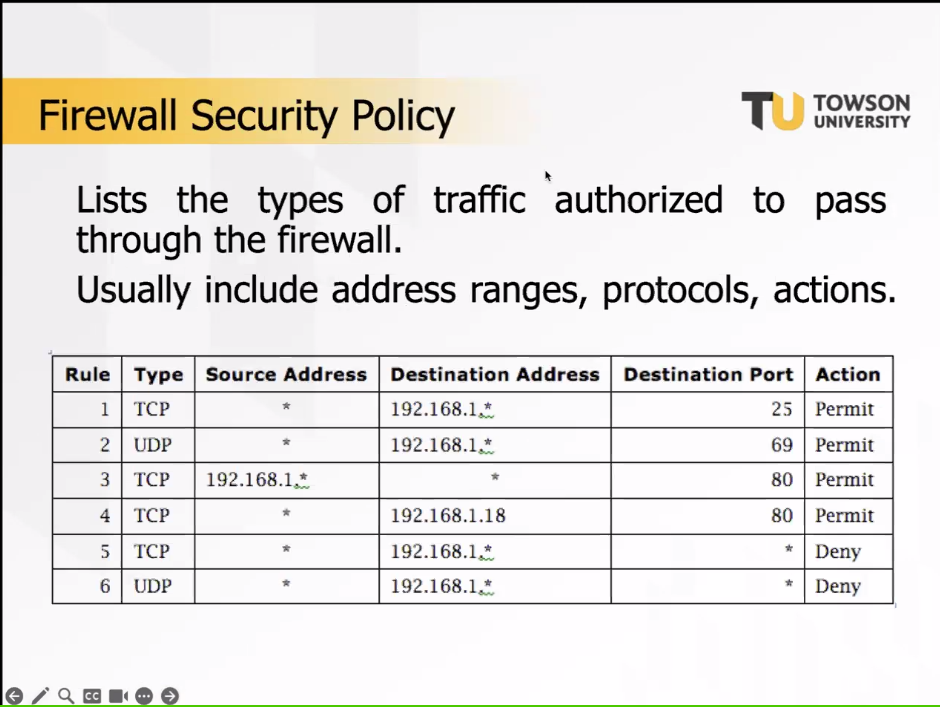 Firewall Security Policy
TU TOWSON
UNIVERSITY
Lists the types of traffic authorized to pass
through the firewall.
Usually include address ranges, protocols, actions.
Rule Type Source Address Destination Address Destination Port Action
1 TCP * 192.168.1.* 25 Permit
2 UDP * 192.168.1.* 69 Permit
3 TCP 192.168.1.* * 80 Permit
4 TCP * 192.168.1.18 80 Permit
5 TCP * 192.168.1.* * Deny
6 UDP * 192.168.1.* * Deny
CC